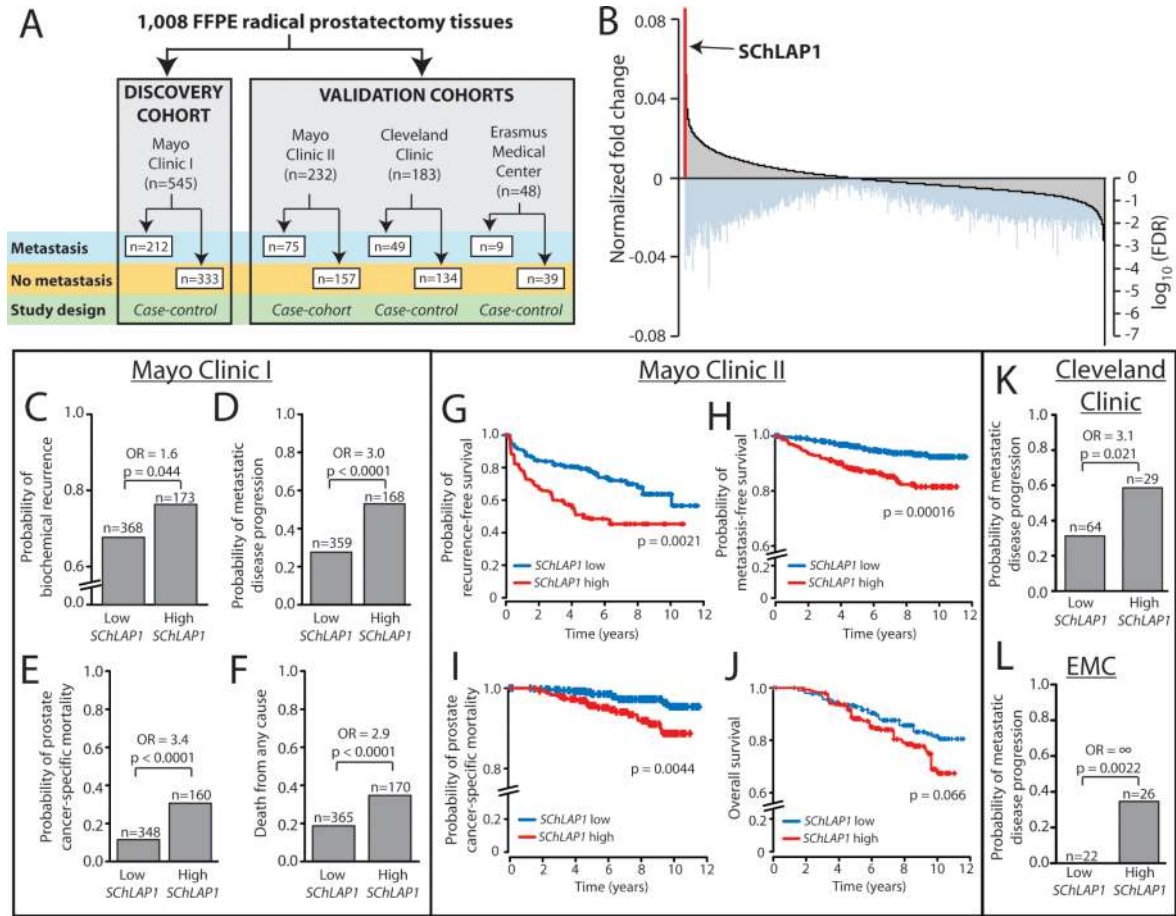 A
1,008 FFPE radical prostatectomy tissues
DISCOVERY
COHORT
VALIDATION COHORTS
Mayo
Clinic I
(n=545)
Mayo
Clinic II
(n=232)
Cleveland
Clinic
(n=183)
Erasmus
Medical
Center
(n=48)
Metastasis
n=212
n=75
n=49
n=9
No metastasis
n=333
n=157
n=134
n=39
Study design
Case-control
Case-cohort
Case-control
Case-control
B
SChLAP1
Normalized fold change
0.08
0.04
0
-0.04
-0.08
0
-1
-2
-3
-4
-5
-6
-7
log10 (FDR)
Mayo Clinic I
C
Probability of
biochemical recurrence
1.0
0.8
0.6
0.0
OR = 1.6
p = 0.044
n=368
n=173
Low
SChLAP1
High
SChLAP1
D
Probability of metastatic
disease progression
1.0
0.8
0.6
0.4
0.2
0.0
OR = 3.0
p < 0.0001
n=359
n=168
Low
SChLAP1
High
SChLAP1
E
Probability of prostate
cancer-specific mortality
1.0
0.8
0.6
0.4
0.2
0.0
OR = 3.4
p < 0.0001
n=348
n=160
Low
SChLAP1
High
SChLAP1
F
Death from any cause
1.0
0.8
0.6
0.4
0.2
0.0
OR = 2.9
p < 0.0001
n=365
n=170
Low
SChLAP1
High
SChLAP1
Mayo Clinic II
G
Probability of
recurrence-free survival
1.0
0.8
0.6
0.4
0.2
0
p = 0.0021
SChLAP1 low
SChLAP1 high
0 2 4 6 8 10 12
Time (years)
H
Probability of
metastasis-free survival
1.0
0.9
0.8
1.0
0
p = 0.00016
SChLAP1 low
SChLAP1 high
0 2 4 6 8 10 12
Time (years)
I
Probability of prostate
cancer-specific mortality
1.0
1.0
0
p = 0.0044
SChLAP1 low
SChLAP1 high
0 2 4 6 8 10 12
Time (years)
J
Overall survival
1.0
0.8
0.6
0
p = 0.066
SChLAP1 low
SChLAP1 high
0 2 4 6 8 10 12
Time (years)
K
Cleveland
Clinic
Probability of metastatic
disease progression
1.0
0.8
0.6
0.4
0.2
0.0
OR = 3.1
p = 0.021
n=64
n=29
Low
SChLAP1
High
SChLAP1
L
EMC
Probability of metastatic
disease progression
1.0
0.8
0.6
0.4
0.2
0.0
OR = ∞
p = 0.0022
n=22
n=26
Low
SChLAP1
High
SChLAP1